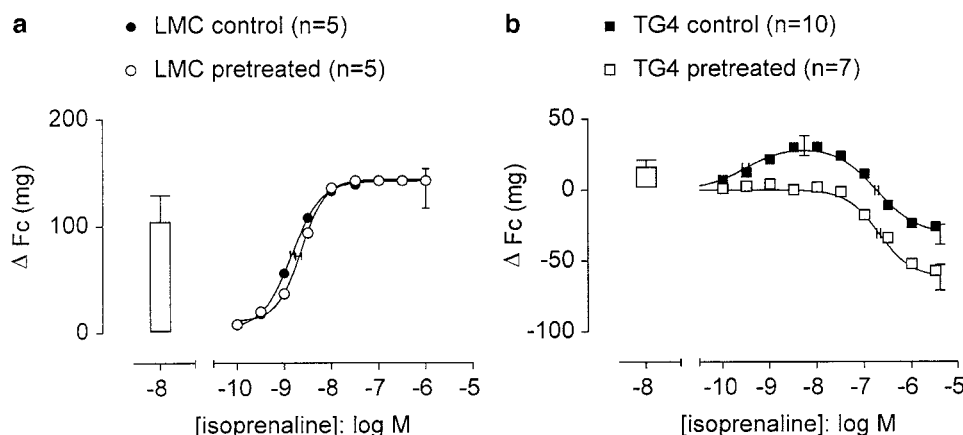 a
● LMC control (n=5)
○ LMC pretreated (n=5)
200
100
0
Δ Fc (mg)
-8
-10 -9 -8 -7 -6 -5
[isoprenaline]: log M
b
■ TG4 control (n=10)
□ TG4 pretreated (n=7)
50
0
-50
-100
Δ Fc (mg)
-8
-10 -9 -8 -7 -6 -5
[isoprenaline]: log M